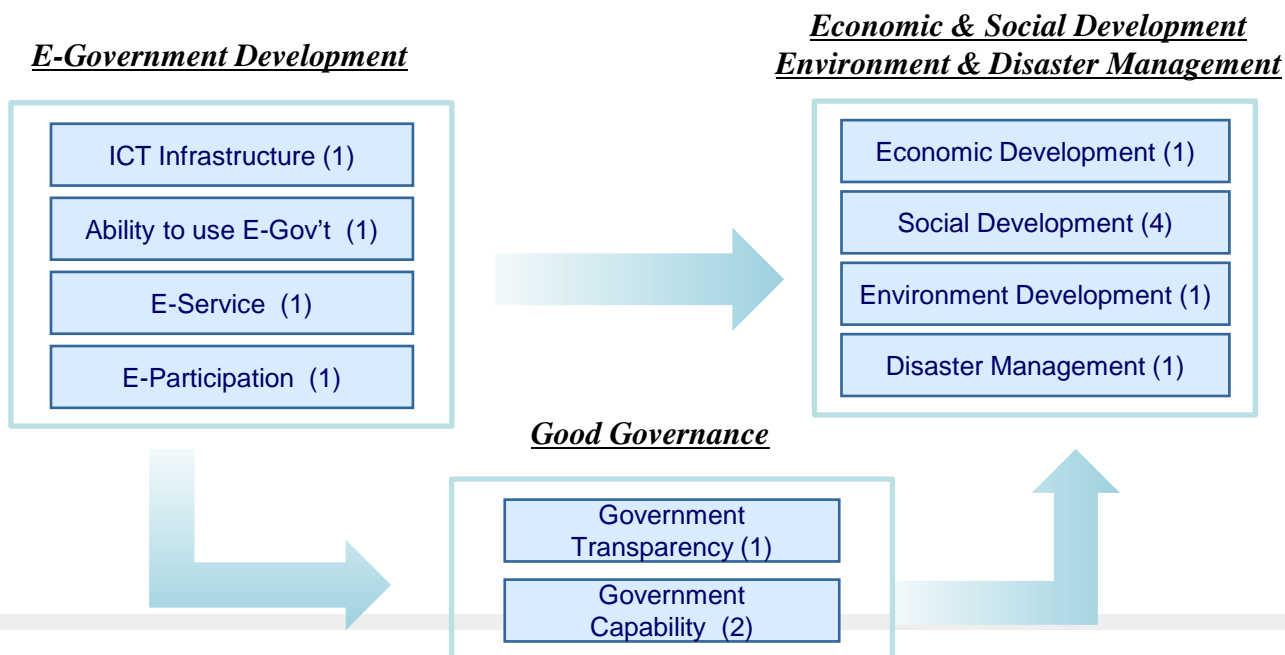 E-Government Development
ICT Infrastructure (1)
Ability to use E-Gov’t (1)
E-Service (1)
E-Participation (1)
Economic & Social Development
Environment & Disaster Management
Economic Development (1)
Social Development (4)
Environment Development (1)
Disaster Management (1)
Good Governance
Government
Transparency (1)
Government
Capability (2)